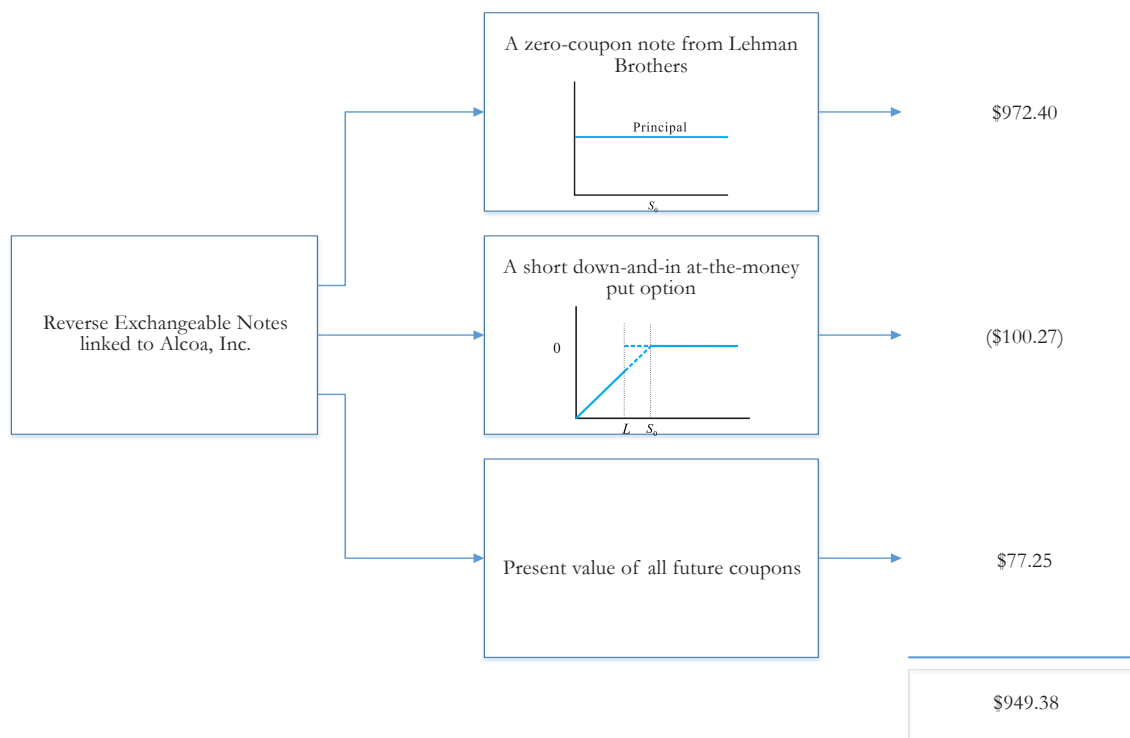 A zero-coupon note from Lehman
Brothers
Principal
S₀
$972.40
Reverse Exchangeable Notes
linked to Alcoa, Inc.
A short down-and-in at-the-money
put option
0
L S₀
($100.27)
Present value of all future coupons
$77.25
$949.38